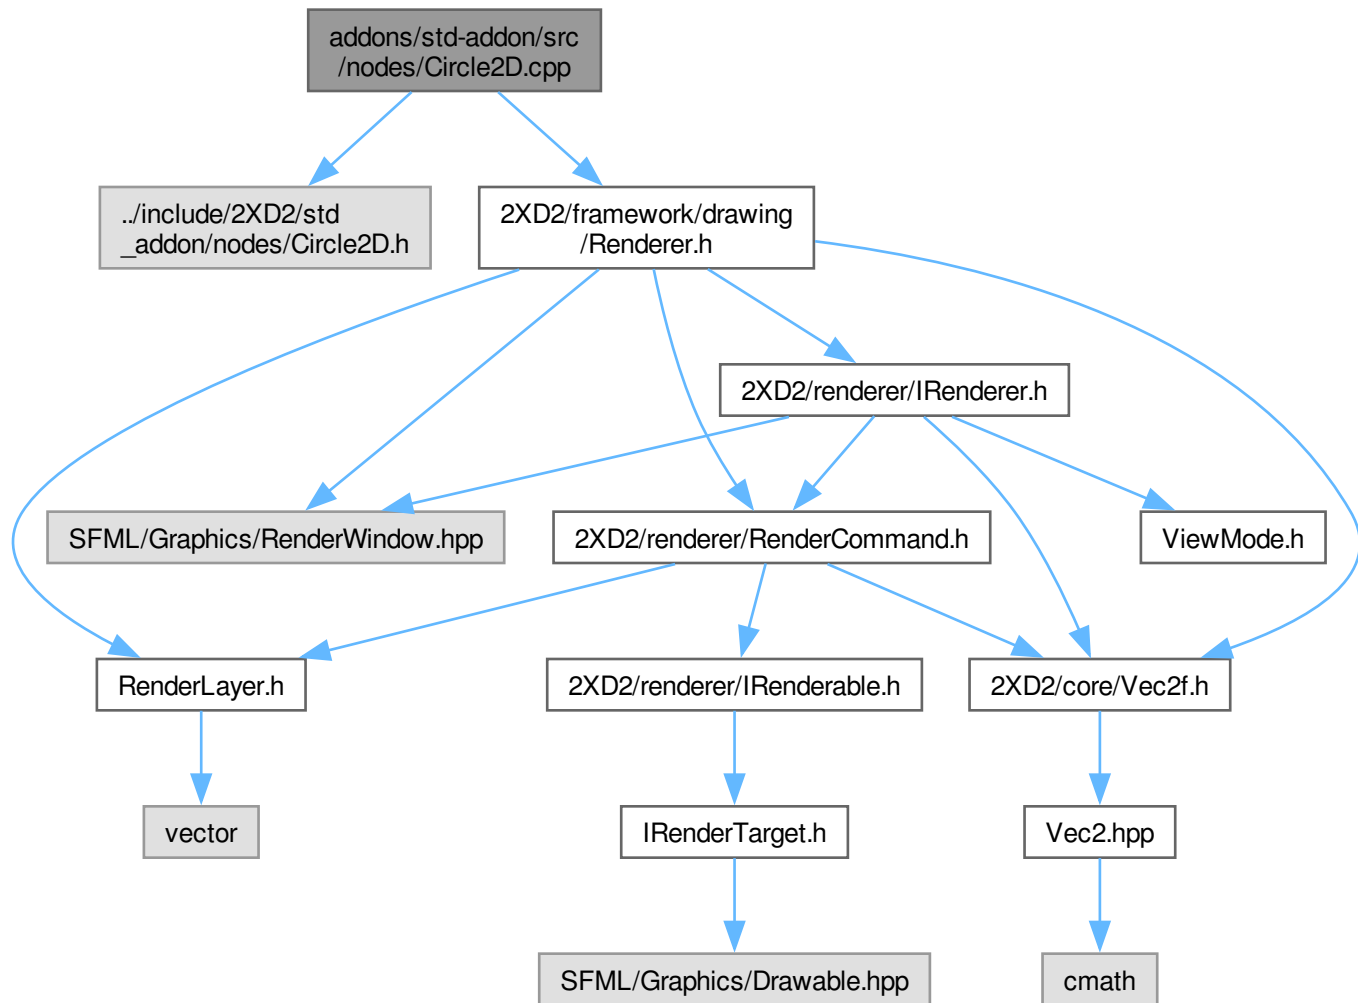 addons/std-addon/src
/nodes/Circle2D.cpp
../include/2XD2/std
_addon/nodes/Circle2D.h
2XD2/framework/drawing
/Renderer.h
2XD2/renderer/IRenderer.h
SFML/Graphics/RenderWindow.hpp
2XD2/renderer/RenderCommand.h
ViewMode.h
RenderLayer.h
2XD2/renderer/IRenderable.h
2XD2/core/Vec2f.h
vector
IRenderTarget.h
Vec2.hpp
SFML/Graphics/Drawable.hpp
cmath